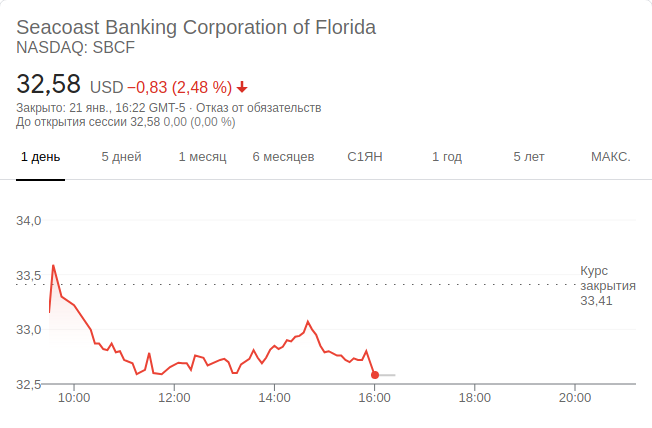 Seacoast Banking Corporation of Florida
NASDAQ: SBCF
32,58 USD −0,83 (2,48 %)
Закрыто: 21 янв., 16:22 GMT-5 · Отказ от обязательств
До открытия сессии 32,58 0,00 (0,00 %)
1 день 5 дней 1 месяц 6 месяцев С1ЯН 1 год 5 лет МАКС.
34,0
33,5
33,0
32,5
Курс
закрытия
33,41
10:00 12:00 14:00 16:00 18:00 20:00